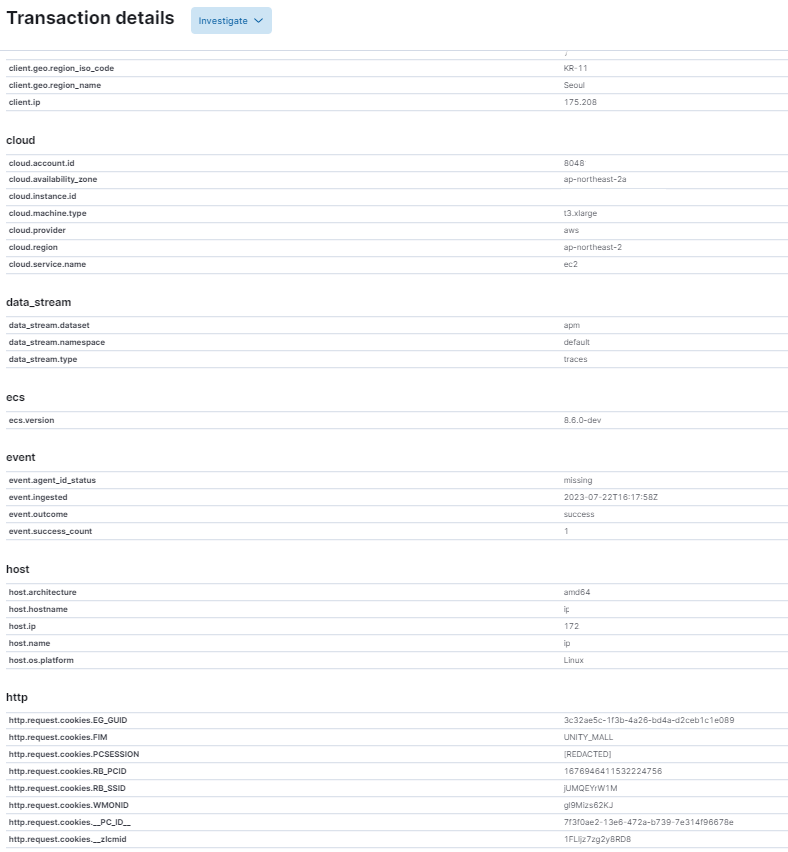 Transaction details
Investigate
client.geo.region_iso_code KR-11
client.geo.region_name Seoul
client.ip 175.208
cloud
cloud.account.id 8048
cloud.availability_zone ap-northeast-2a
cloud.instance.id
cloud.machine.type t3.xlarge
cloud.provider aws
cloud.region ap-northeast-2
cloud.service.name ec2
data_stream
data_stream.dataset apm
data_stream.namespace default
data_stream.type traces
ecs
ecs.version 8.6.0-dev
event
event.agent_id_status missing
event.ingested 2023-07-22T16:17:58Z
event.outcome success
event.success_count 1
host
host.architecture amd64
host.hostname ip
host.ip 172
host.name ip
host.os.platform Linux
http
http.request.cookies.EG_GUID 3c32ae5c-1f3b-4a26-bd4a-d2ceb1c1e089
http.request.cookies.FIM UNITY_MALL
http.request.cookies.PCSESSION [REDACTED]
http.request.cookies.RB_PCID 1676946411532224756
http.request.cookies.RB_SSID jUMQEYrW1M
http.request.cookies.WMONID gI9Mizs62KJ
http.request.cookies.__PC_ID__ 7f3f0ae2-13e6-472a-b739-7e314f96678e
http.request.cookies.__zlcmid 1FLIjz7zg2y8RD8